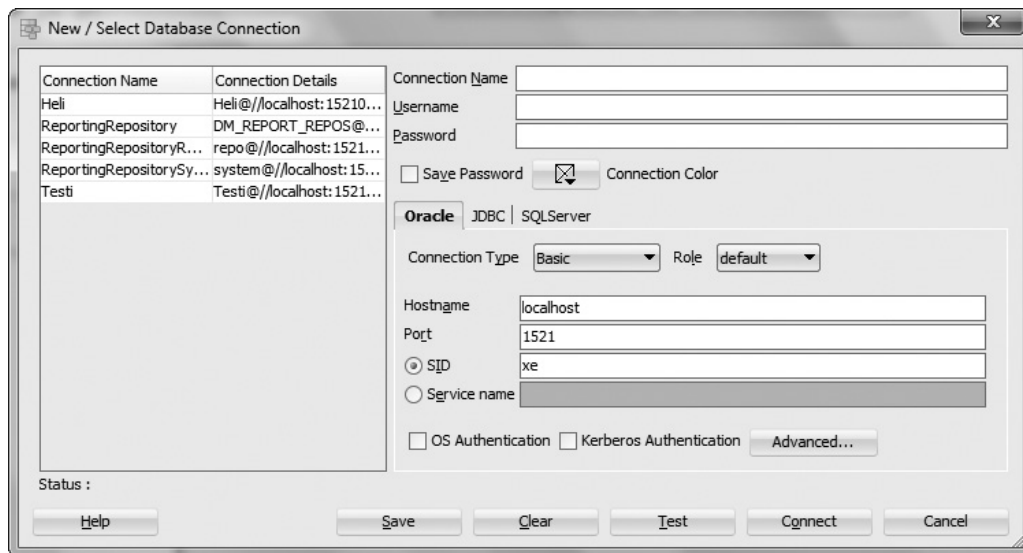 New / Select Database Connection
X
Connection Name Connection Details
Heli Heli@//localhost:15210...
ReportingRepository DM_REPORT_REPOS@...
ReportingRepositoryR... repo@//localhost:1521...
ReportingRepositorySy... system@//localhost:15...
Testi Testi@//localhost:1521...
Connection Name
Username
Password
Save Password Connection Color
Oracle JDBC SQLServer
Connection Type Basic Role default
Hostname localhost
Port 1521
SID xe
Service name
OS Authentication Kerberos Authentication Advanced...
Status :
Help Save Clear Test Connect Cancel